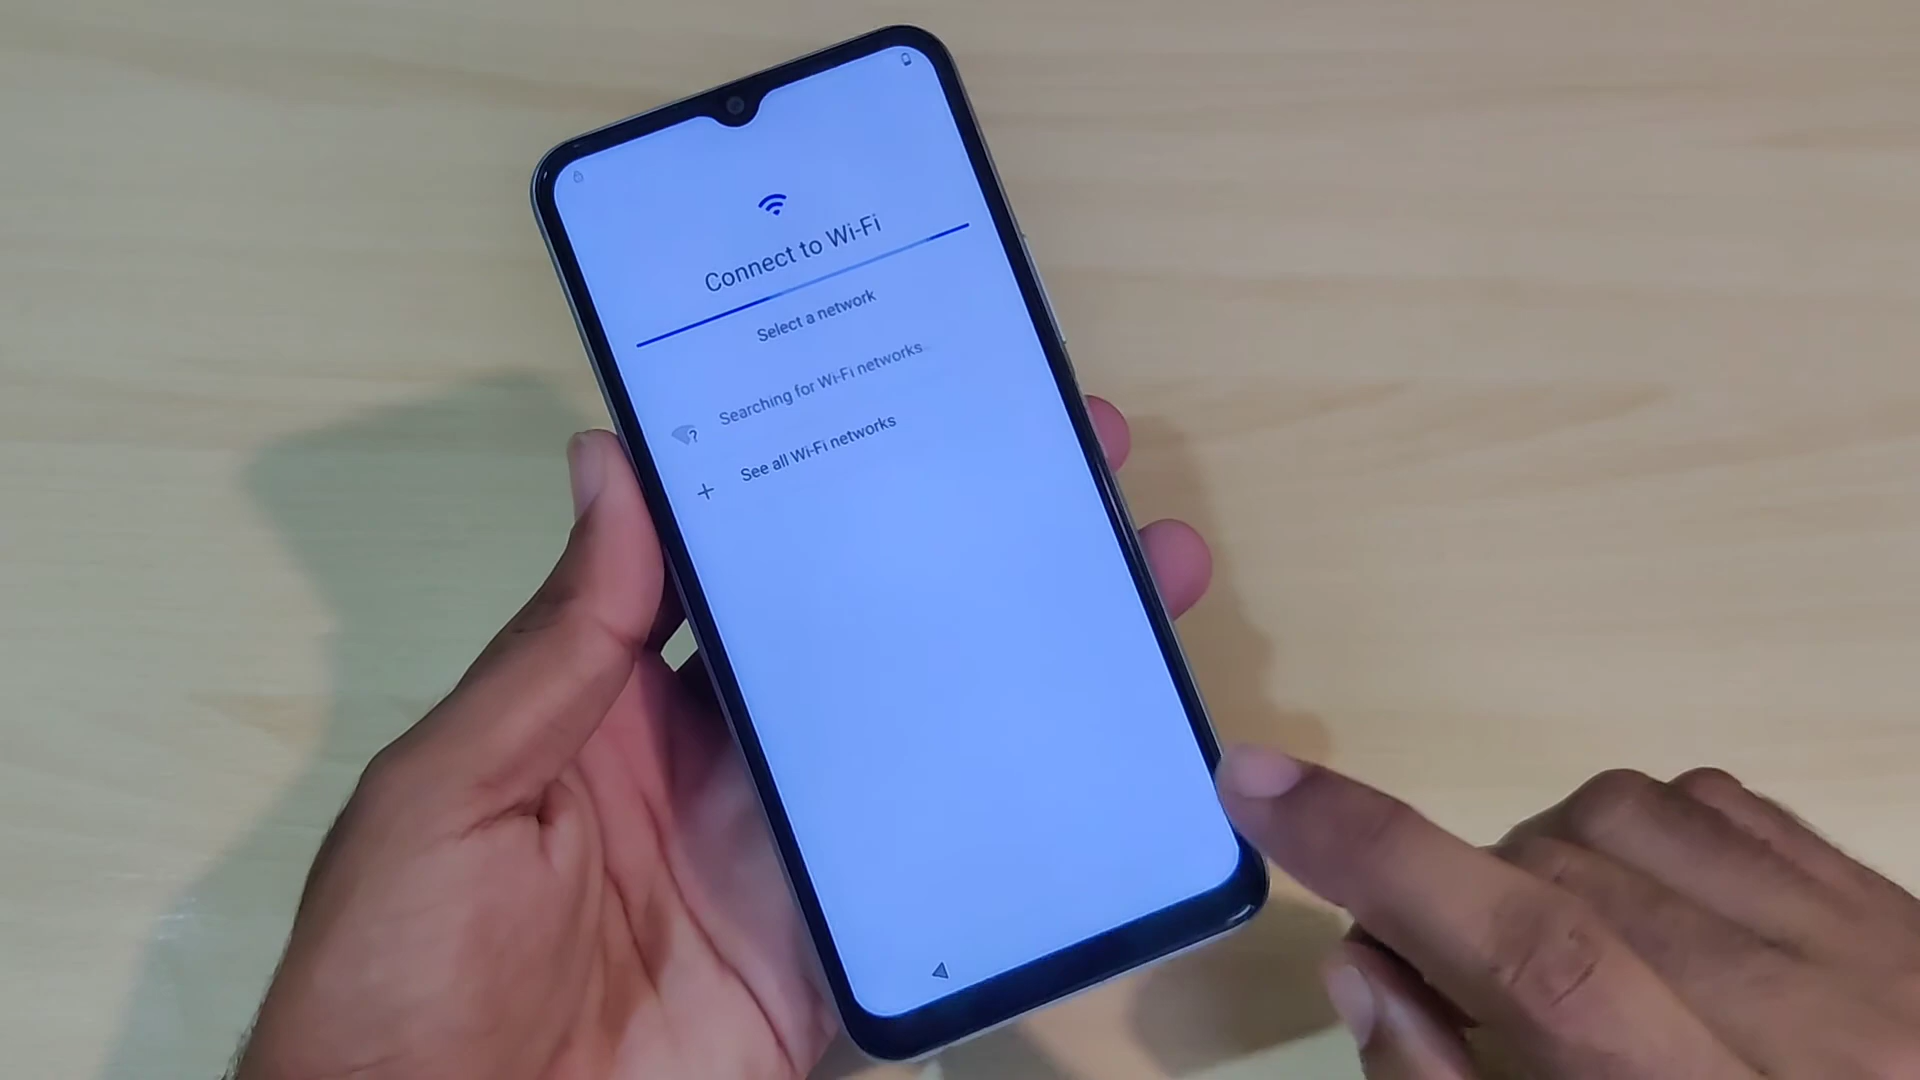 Connect to Wi-Fi
Select a network
Searching for Wi-Fi networks…
See all Wi-Fi networks